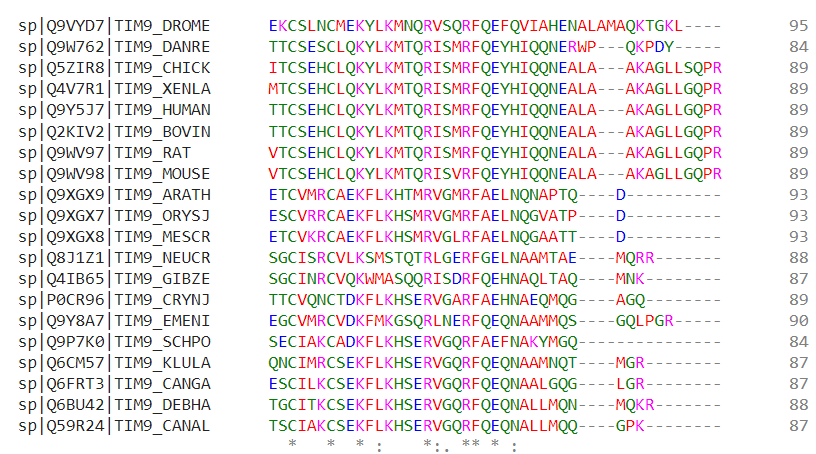 sp|Q9VYD7|TIM9_DROME EKCSLNCMEKYLKMNQRVSQRFQEFQVIAHENALAMAQKTGKL---- 95
sp|Q9W762|TIM9_DANRE TTCSESCLQKYLKMTQRISMRFQEYHIQQNERWP---QKPDY----- 84
sp|Q5ZIR8|TIM9_CHICK ITCSEHCLQKYLKMTQRISMRFQEYHIQQNEALA---AKAGLLSQPR 89
sp|Q4V7R1|TIM9_XENLA MTCSEHCLQKYLKMTQRISMRFQEYHIQQNEALA---AKAGLLGQPR 89
sp|Q9Y5J7|TIM9_HUMAN TTCSEHCLQKYLKMTQRISMRFQEYHIQQNEALA---AKAGLLGQPR 89
sp|Q2KIV2|TIM9_BOVIN TTCSEHCLQKYLKMTQRISMRFQEYHIQQNEALA---AKAGLLGQPR 89
sp|Q9WV97|TIM9_RAT VTCSEHCLQKYLKMTQRISMRFQEYHIQQNEALA---AKAGLLGQPR 89
sp|Q9WV98|TIM9_MOUSE VTCSEHCLQKYLKMTQRISVRFQEYHIQQNEALA---AKAGLLGQPR 89
sp|Q9XGX9|TIM9_ARATH ETCVMRCAEKFLKHTMRVGMRFAELNQNAPTQ----D---------- 93
sp|Q9XGX7|TIM9_ORYSJ ESCVRRCAEKFLKHSMRVGMRFAELNQGVATP----D---------- 93
sp|Q9XGX8|TIM9_MESCR ETCVKRCAEKFLKHSMRVGLRFAELNQGAATT----D---------- 93
sp|Q8J1Z1|TIM9_NEUCR SGCISRCVLKSMSTQTRLGERFGELNAAMTAE----MQRR------- 88
sp|Q4IB65|TIM9_GIBZE SGCINRCVQKWMASQQRISDRFQEHNAQLTAQ----MNK-------- 87
sp|P0CR96|TIM9_CRYNJ TTCVQNCTDKFLKHSERVGARFAEHNAEQMQG----AGQ-------- 89
sp|Q9Y8A7|TIM9_EMENI EGCVMRCVDKFMKGSQRLNERFQEQNAAMMQS----GQLPGR----- 90
sp|Q9P7K0|TIM9_SCHPO SECIAKCADKFLKHSERVGQRFAEFNAKYMGQ--------------- 84
sp|Q6CM57|TIM9_KLULA QNCIMRCSEKFLKHSERVGQRFQEQNAAMNQT----MGR-------- 87
sp|Q6FRT3|TIM9_CANGA ESCILKCSEKFLKHSERVGQRFQEQNAALGQG----LGR-------- 87
sp|Q6BU42|TIM9_DEBHA TGCITKCSEKFLKHSERVGQRFQEQNALLMQN----MQKR------- 88
sp|Q59R24|TIM9_CANAL TSCIAKCSEKFLKHSERVGQRFQEQNALLMQQ----GPK-------- 87
*   *  * :    *:. ** * :